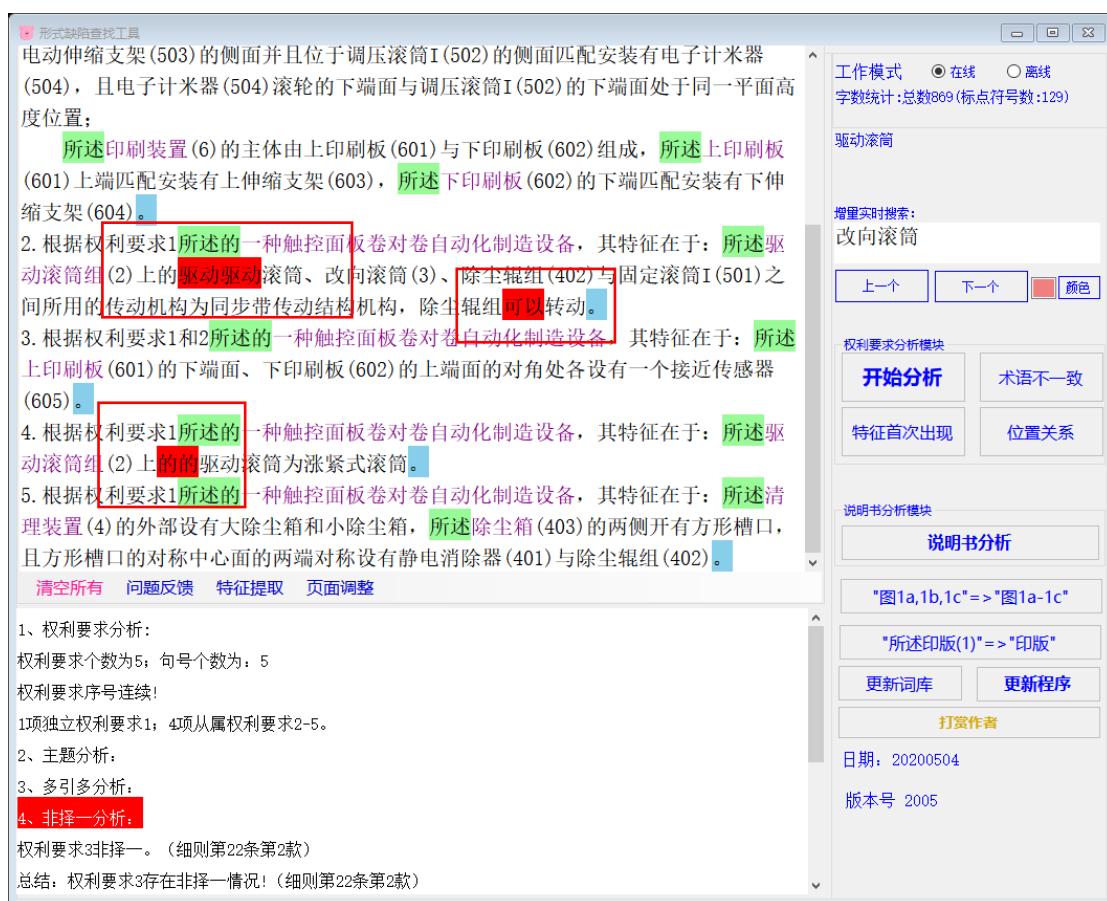 形式缺陷查找工具
电动伸缩支架(503)的侧面并且位于调压滚筒I(502)的侧面匹配安装有电子计米器
(504)，且电子计米器(504)滚轮的下端面与调压滚筒I(502)的下端面处于同一平面高
度位置；
所述印刷装置(6)的主体由上印刷板(601)与下印刷板(602)组成，所述上印刷板
(601)上端匹配安装有上伸缩支架(603)，所述下印刷板(602)的下端匹配安装有下伸
缩支架(604)。
2.根据权利要求1所述的一种触控面板卷对卷自动化制造设备，其特征在于：所述驱
动滚筒组(2)上的驱动驱动滚筒、改向滚筒(3)、除尘辊组(402)与固定滚筒I(501)之
间所用的传动机构为同步带传动结构机构，除尘辊组可以转动。
3.根据权利要求1和2所述的一种触控面板卷对卷自动化制造设备，其特征在于：所述
上印刷板(601)的下端面、下印刷板(602)的上端面的对角处各设有一个接近传感器
(605)。
4.根据权利要求1所述的一种触控面板卷对卷自动化制造设备，其特征在于：所述驱
动滚筒组(2)上的的驱动滚筒为涨紧式滚筒。
5.根据权利要求1所述的一种触控面板卷对卷自动化制造设备，其特征在于：所述清
理装置(4)的外部设有大除尘箱和小除尘箱，所述除尘箱(403)的两侧开有方形槽口，
且方形槽口的对称中心面的两端对称设有静电消除器(401)与除尘辊组(402)。
清空所有 问题反馈 特征提取 页面调整
1、权利要求分析:
权利要求个数为5；句号个数为：5
权利要求序号连续!
1项独立权利要求1；4项从属权利要求2-5。
2、主题分析：
3、多引多分析：
4、非择一分析：
权利要求3非择一。（细则第22条第2款）
总结：权利要求3存在非择一情况!（细则第22条第2款）
工作模式 在线 离线
字数统计:总数869(标点符号数:129)
驱动滚筒
增量实时搜索：
改向滚筒
上一个 下一个 颜色
权利要求分析模块
开始分析 术语不一致
特征首次出现 位置关系
说明书分析模块
说明书分析
"图1a,1b,1c"=>"图1a-1c"
"所述印版(1)"=>"印版"
更新词库 更新程序
打赏作者
日期：20200504
版本号 2005